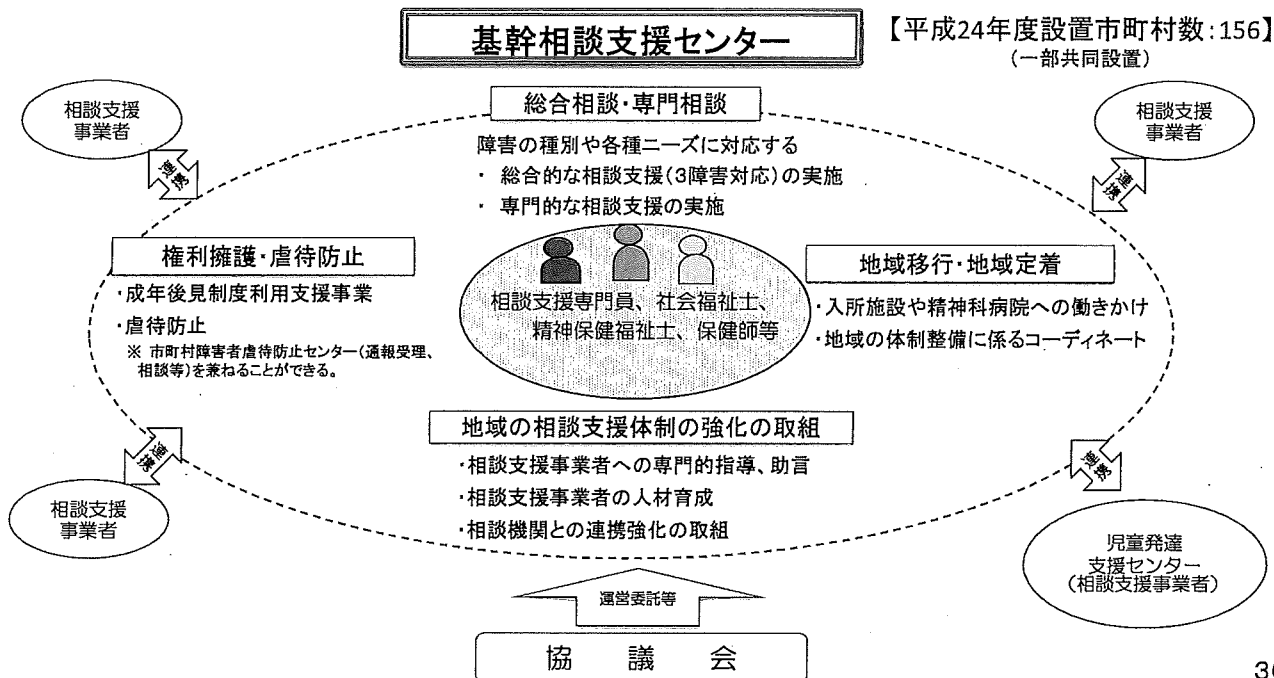 基幹相談支援センター
【平成24年度設置市町村数:156】
(一部共同設置)
相談支援
事業者
連携
相談支援
事業者
連携
総合相談・専門相談
障害の種別や各種ニーズに対応する
・ 総合的な相談支援(3障害対応)の実施
・ 専門的な相談支援の実施
権利擁護・虐待防止
・成年後見制度利用支援事業
・虐待防止
※ 市町村障害者虐待防止センター(通報受理、
相談等)を兼ねることができる。
相談支援専門員、社会福祉士、
精神保健福祉士、保健師等
地域移行・地域定着
・入所施設や精神科病院への働きかけ
・地域の体制整備に係るコーディネート
地域の相談支援体制の強化の取組
・相談支援事業者への専門的指導、助言
・相談支援事業者の人材育成
・相談機関との連携強化の取組
連携
相談支援
事業者
連携
児童発達
支援センター
(相談支援事業者)
運営委託等
協 議 会